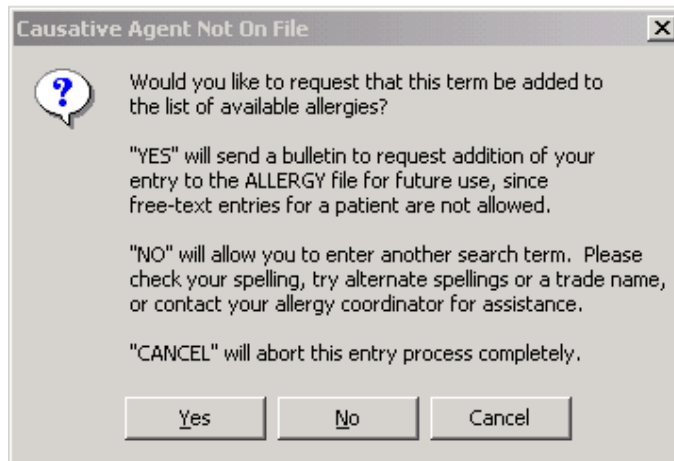 Causative Agent Not On File
Would you like to request that this term be added to
the list of available allergies?
"YES" will send a bulletin to request addition of your
entry to the ALLERGY file for future use, since
free-text entries for a patient are not allowed.
"NO" will allow you to enter another search term.  Please
check your spelling, try alternate spellings or a trade name,
or contact your allergy coordinator for assistance.
"CANCEL" will abort this entry process completely.
Yes No Cancel